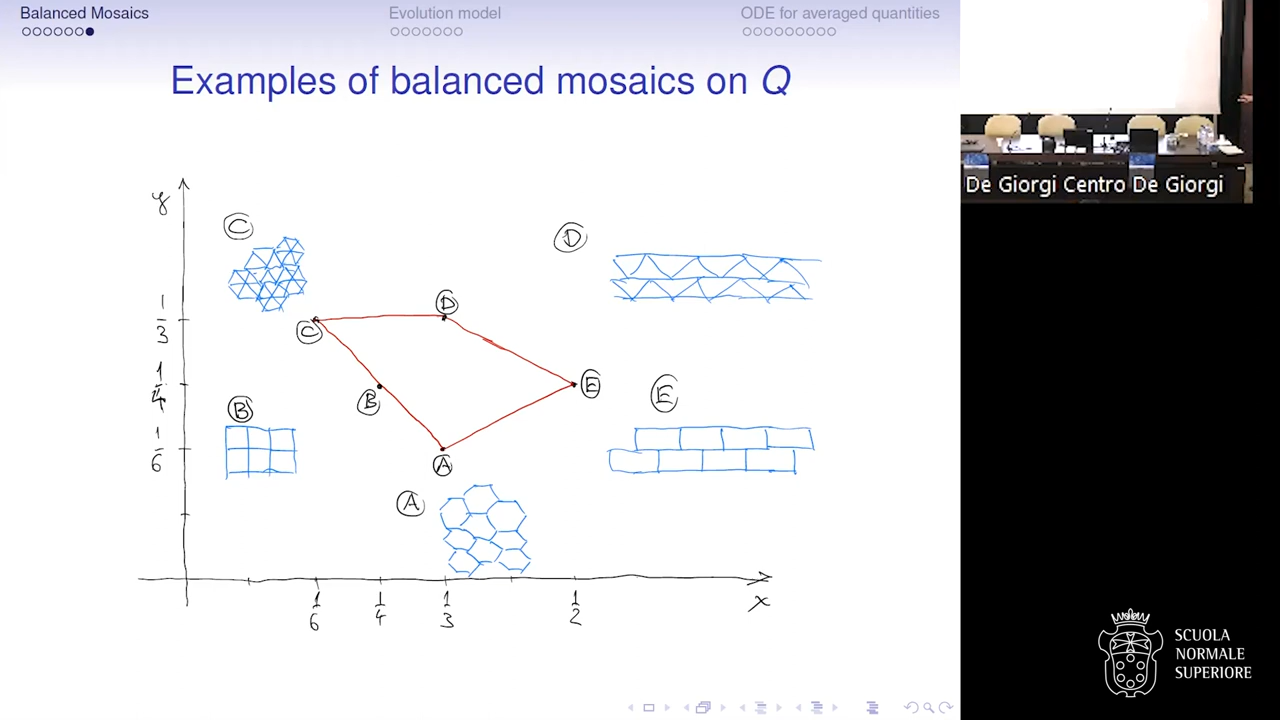 Balanced Mosaics
Evolution model
ODE for averaged quantities
Examples of balanced mosaics on Q
De Giorgi Centro De Giorgi
y
C
D
1
3
C
D
1
4
B
E
E
B
1
6
A
A
1
6
1
4
1
3
1
2
x
SCUOLA
NORMALE
SUPERIORE